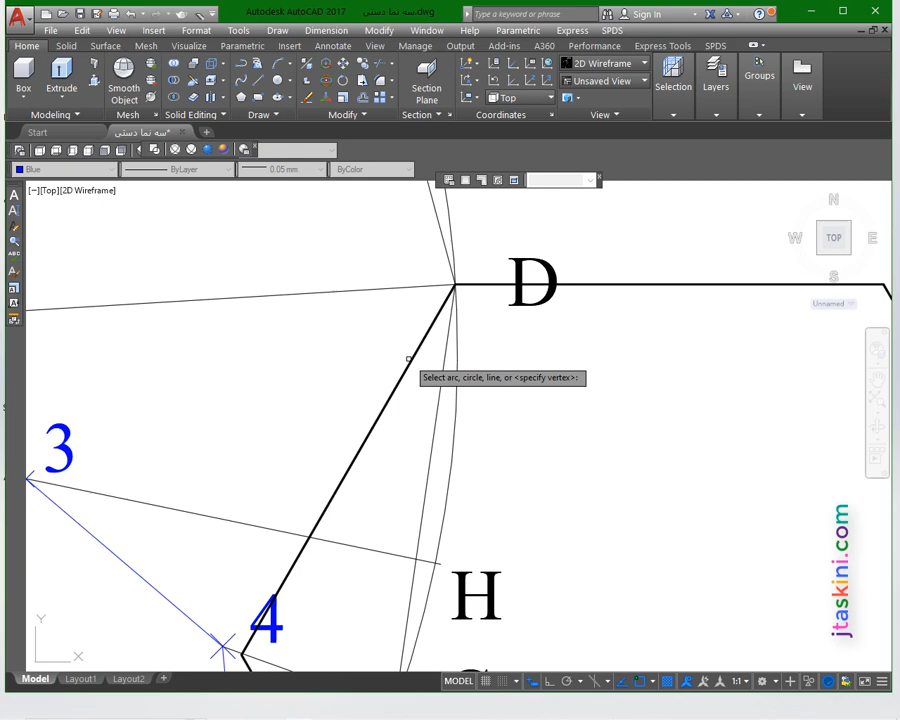 Autodesk AutoCAD 2017 سه نما دستی.dwg
Type a keyword or phrase
Sign In
File Edit View Insert Format Tools Draw Dimension Modify Window Help Parametric Express SPDS
Home Solid Surface Mesh Visualize Parametric Insert Annotate View Manage Output Add-ins A360 Performance Express Tools SPDS
Box
Extrude
Smooth
Object
Section
Plane
2D Wireframe
Unsaved View
Top
Selection
Layers
Groups
View
Modeling Mesh Solid Editing Draw Modify Section Coordinates View
Start
سه نما دستی*
Blue
ByLayer
0.05 mm
ByColor
[−][Top][2D Wireframe]
N
W
TOP
E
S
Unnamed
D
Select arc, circle, line, or <specify vertex>:
3
H
4
Y
X
jtaskini.com
Model Layout1 Layout2
MODEL
1:1
A
A
ABC
A
A
A